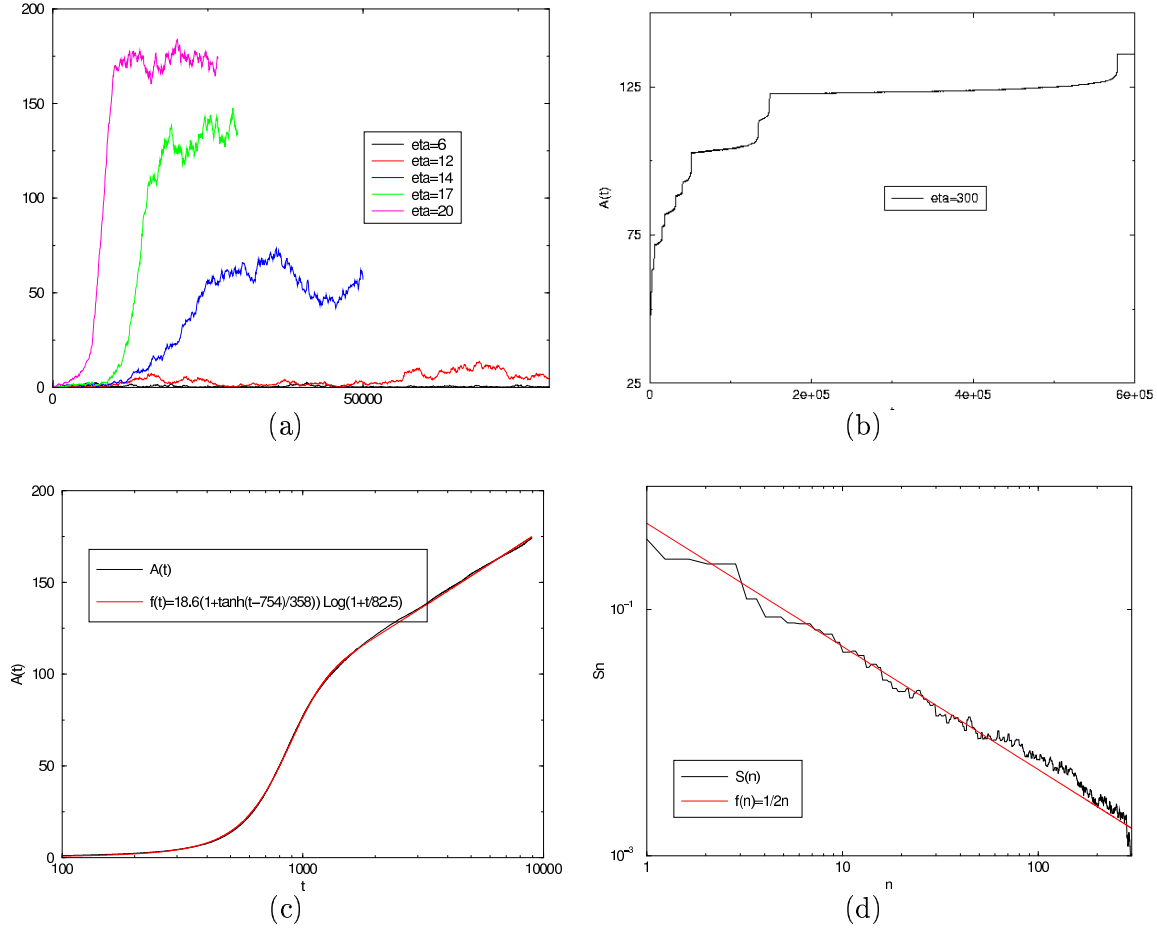 200
150
100
50
0
0
50000
eta=6
eta=12
eta=14
eta=17
eta=20
(a)
A(t)
125
75
25
0
2e+05
4e+05
6e+05
eta=300
(b)
A(t)
200
150
100
50
0
100
1000
10000
t
A(t)
f(t)=18.6(1+tanh(t−754)/358)) Log(1+t/82.5)
(c)
Sn
10⁻¹
10⁻³
1
10
100
n
S(n)
f(n)=1/2n
(d)